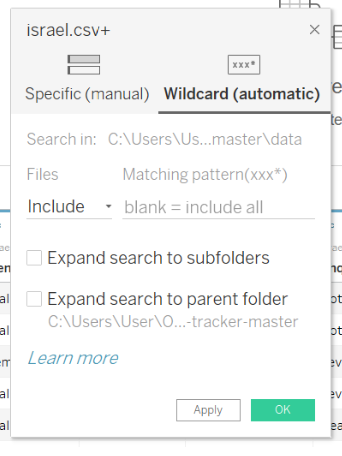 israel.csv+
×
xxx*
Specific (manual) Wildcard (automatic)
Search in: C:\Users\Us...master\data
Files Matching pattern(xxx*)
Include blank = include all
Expand search to subfolders
Expand search to parent folder
C:\Users\User\O...-tracker-master
Learn more
Apply OK